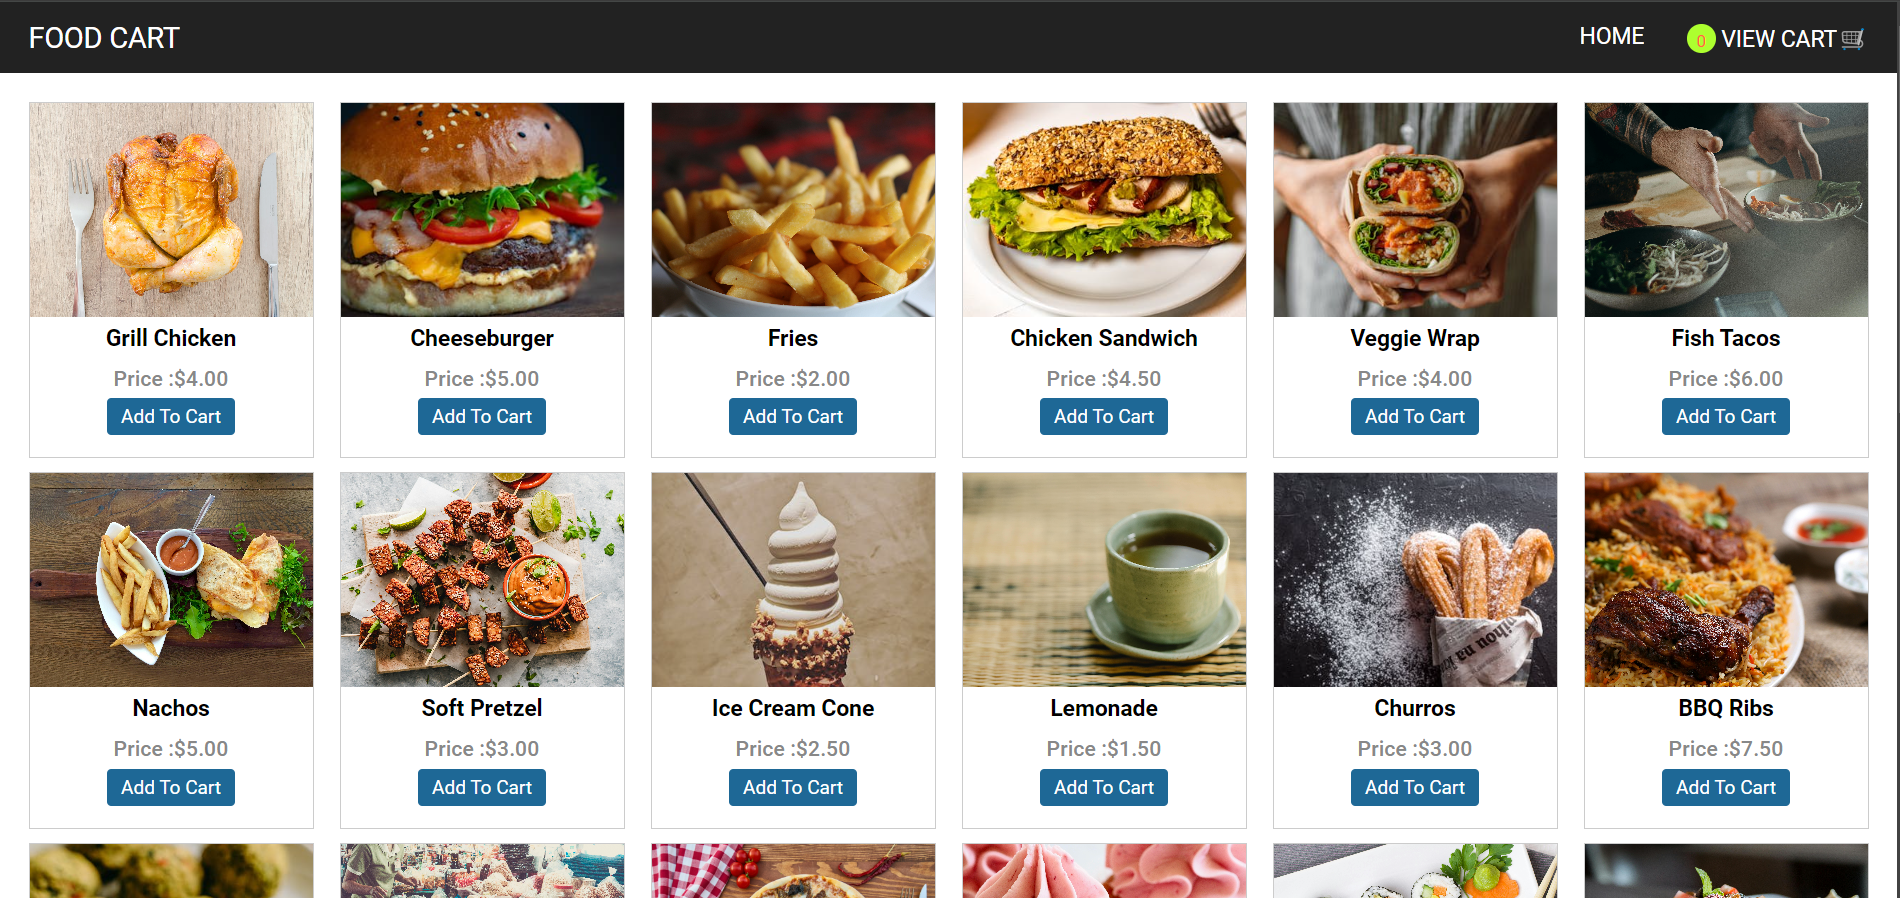 FOOD CART
HOME
0 VIEW CART
Grill Chicken
Price :$4.00
Add To Cart
Cheeseburger
Price :$5.00
Add To Cart
Fries
Price :$2.00
Add To Cart
Chicken Sandwich
Price :$4.50
Add To Cart
Veggie Wrap
Price :$4.00
Add To Cart
Fish Tacos
Price :$6.00
Add To Cart
Nachos
Price :$5.00
Add To Cart
Soft Pretzel
Price :$3.00
Add To Cart
Ice Cream Cone
Price :$2.50
Add To Cart
Lemonade
Price :$1.50
Add To Cart
Churros
Price :$3.00
Add To Cart
BBQ Ribs
Price :$7.50
Add To Cart